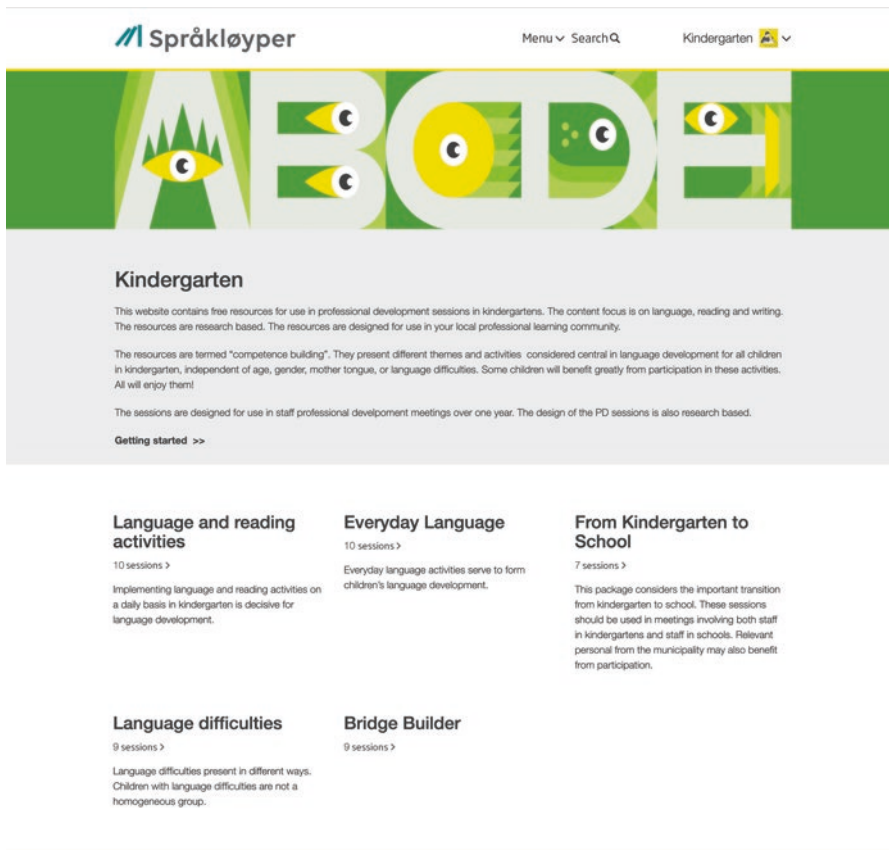 Språkløyper
Menu Search
Kindergarten
ABCDE
Kindergarten
This website contains free resources for use in professional development sessions in kindergartens. The content focus is on language, reading and writing.
The resources are research based. The resources are designed for use in your local professional learning community.
The resources are termed “competence building”. They present different themes and activities considered central in language development for all children
in kindergarten, independent of age, gender, mother tongue, or language difficulties. Some children will benefit greatly from participation in these activities.
All will enjoy them!
The sessions are designed for use in staff professional develporment meetings over one year. The design of the PD sessions is also research based.
Getting started >>
Language and reading
activities
10 sessions >
Implementing language and reading activities on
a daily basis in kindergarten is decisive for
language development.
Everyday Language
10 sessions >
Everyday language activities serve to form
children’s language development.
From Kindergarten to
School
7 sessions >
This package considers the important transition
from kindergarten to school. These sessions
should be used in meetings involving both staff
in kindergartens and staff in schools. Relevant
personal from the municipality may also benefit
from participation.
Language difficulties
9 sessions >
Language difficulties present in different ways.
Children with language difficulties are not a
homogeneous group.
Bridge Builder
9 sessions >